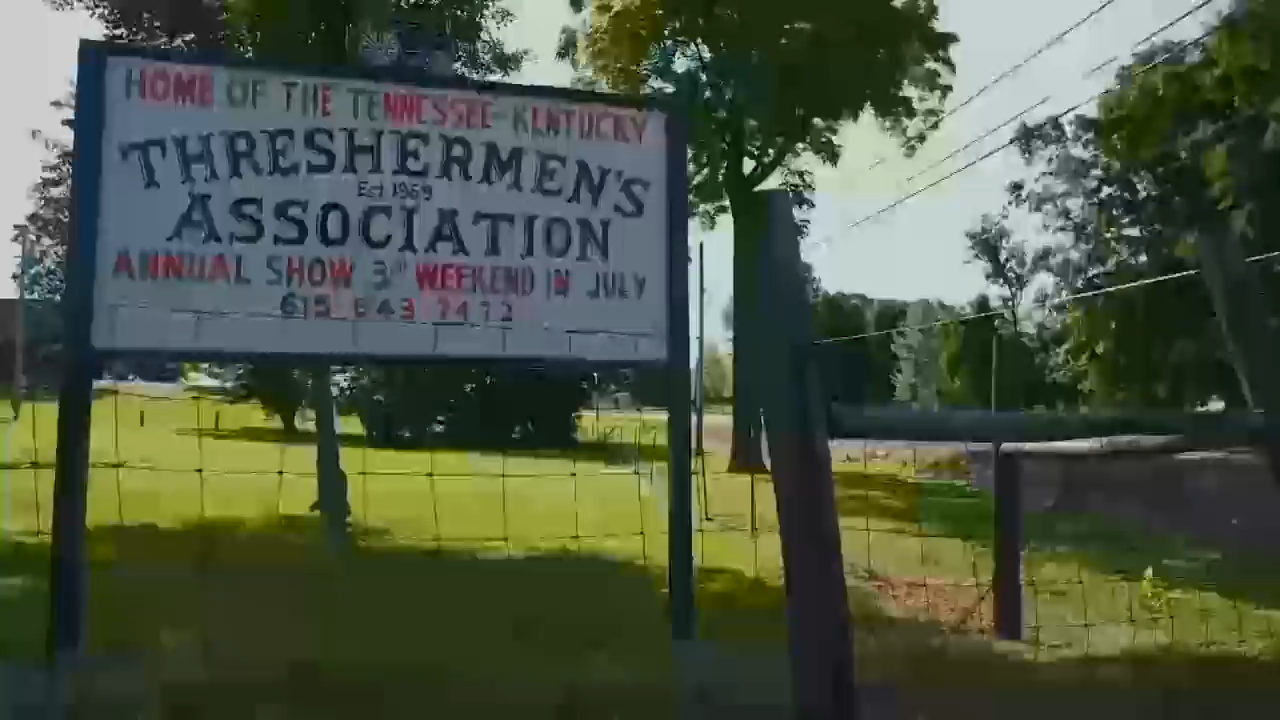 HOME OF THE TENNESSEE-KENTUCKY
THRESHERMEN'S
Est 1969
ASSOCIATION
ANNUAL SHOW 3rd WEEKEND IN JULY
615 643 7472